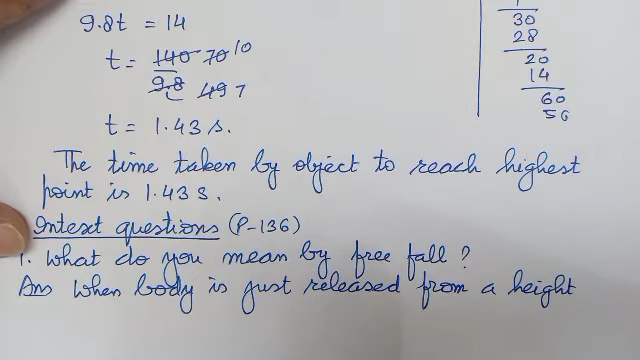 9.8t = 14
t = 140 70 10
9.8 49 7
t = 1.43 s.
The time taken by object to reach highest
point is 1.43 s.
Intext questions (P-136)
1. What do you mean by free fall ?
Ans When body is just released from a height
30
28
20
14
60
56